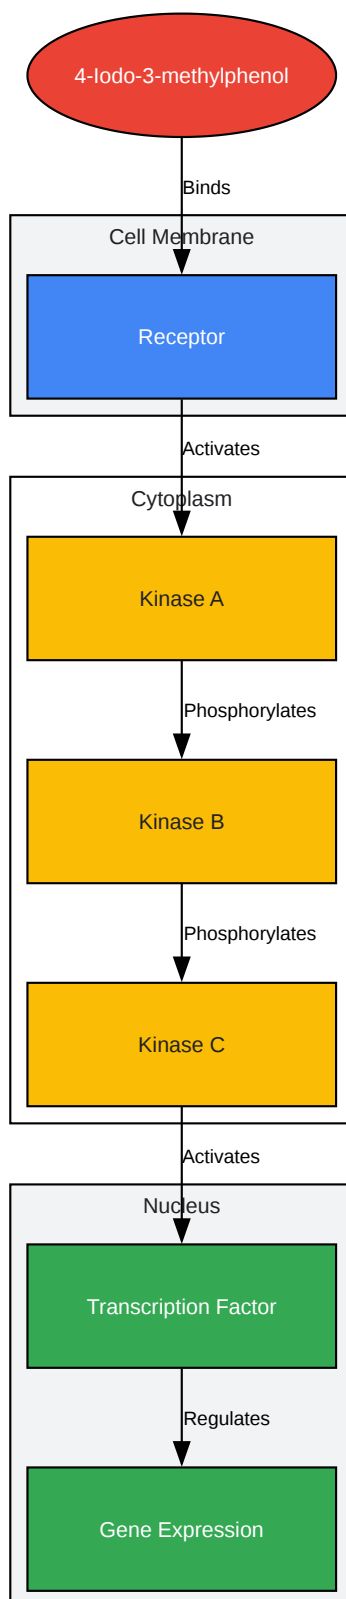 4-Iodo-3-methylphenol
Binds
Cell Membrane
Receptor
Activates
Cytoplasm
Kinase A
Phosphorylates
Kinase B
Phosphorylates
Kinase C
Activates
Nucleus
Transcription Factor
Regulates
Gene Expression